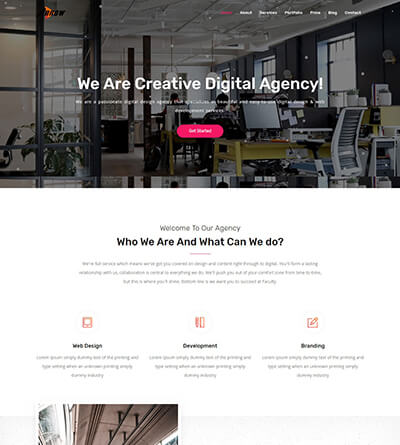 Home About Services Portfolio Price Blog Contact
We Are Creative Digital Agency!
We are a passionate digital design agency that specializes in beautiful and easy-to-use digital design & web
development services.
Get Started
Welcome To Our Agency
Who We Are And What Can We do?
We're full service which means we've got you covered on design and content right through to digital. You'll form a lasting
relationship with us, collaboration is central to everything we do. We'll push you out of your comfort zone from time to time,
but this is where you'll shine. Bottom line is we want you to succeed at Faculty.
Web Design
Development
Branding
Lorem Ipsum simply dummy text of the printing and
type setting when an unknown printing simply
dummy industry
Lorem Ipsum simply dummy text of the printing and
type setting when an unknown printing simply
dummy industry
Lorem Ipsum simply dummy text of the printing and
type setting when an unknown printing simply
dummy industry